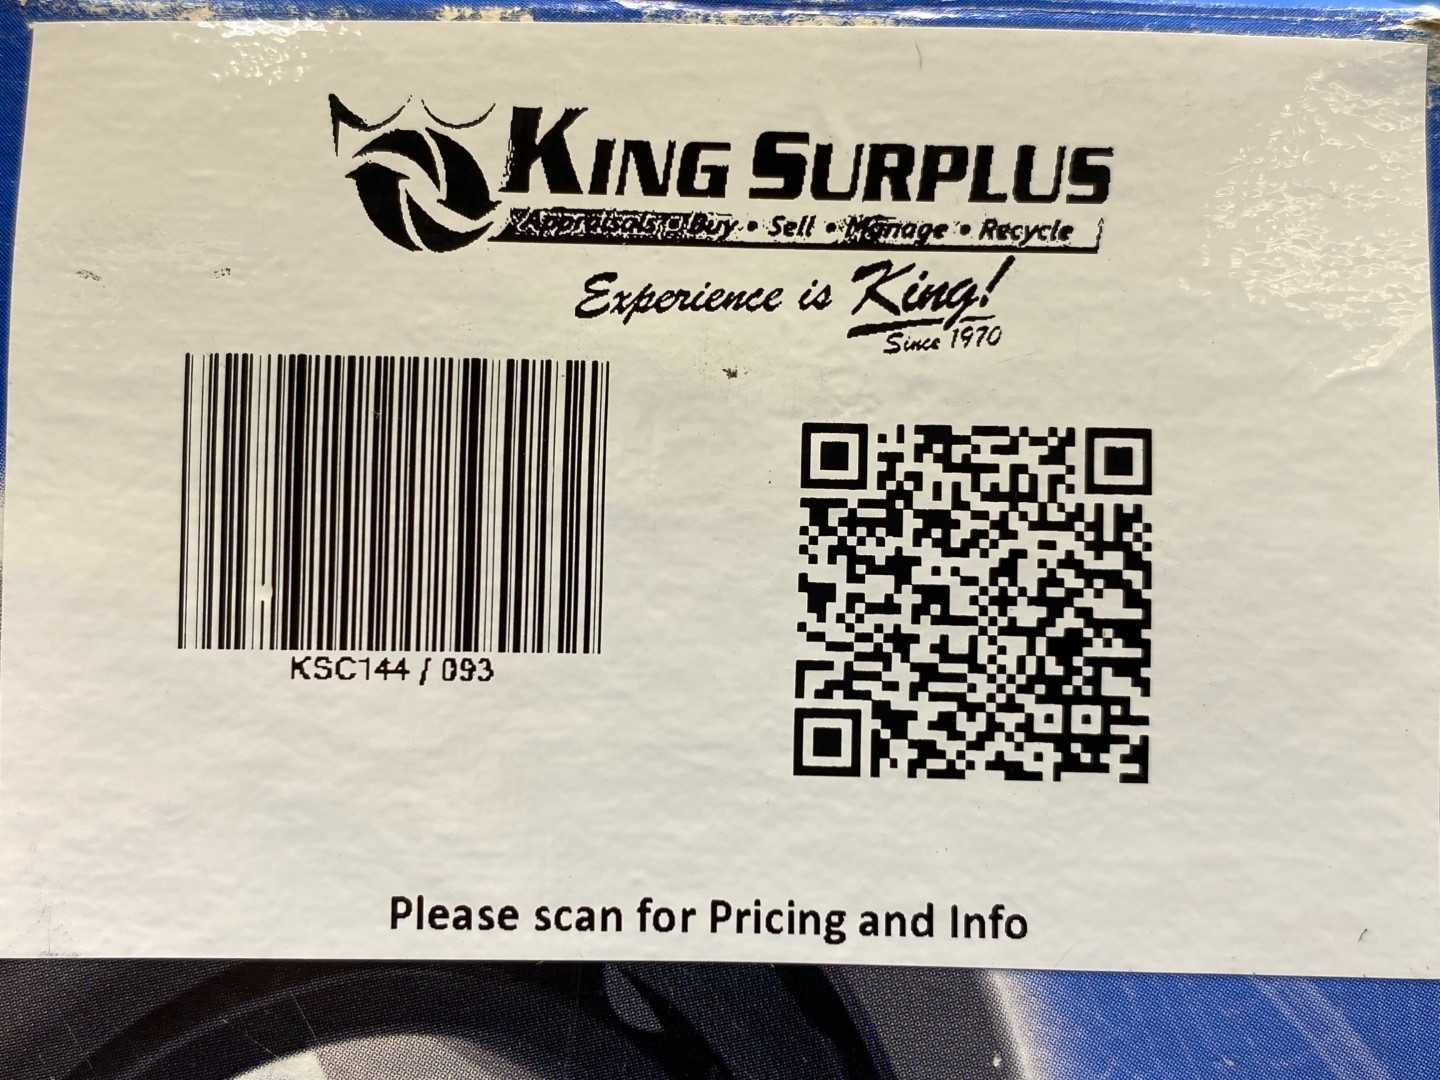 KING SURPLUS
Appraisals • Buy • Sell • Manage • Recycle
Experience is King!
Since 1970
KSC144 / 093
Please scan for Pricing and Info